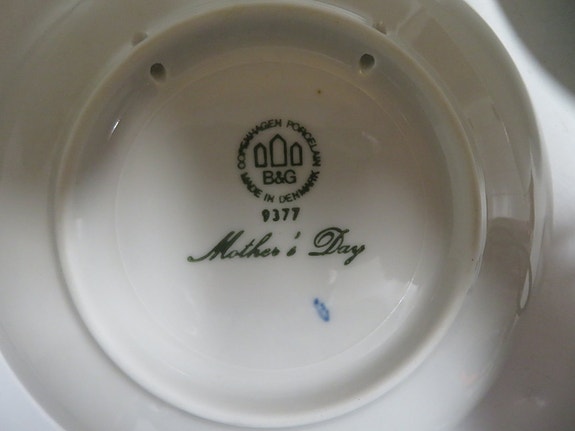 COPENHAGEN PORCELAIN
B&G
MADE IN DENMARK
9377
Mother's Day